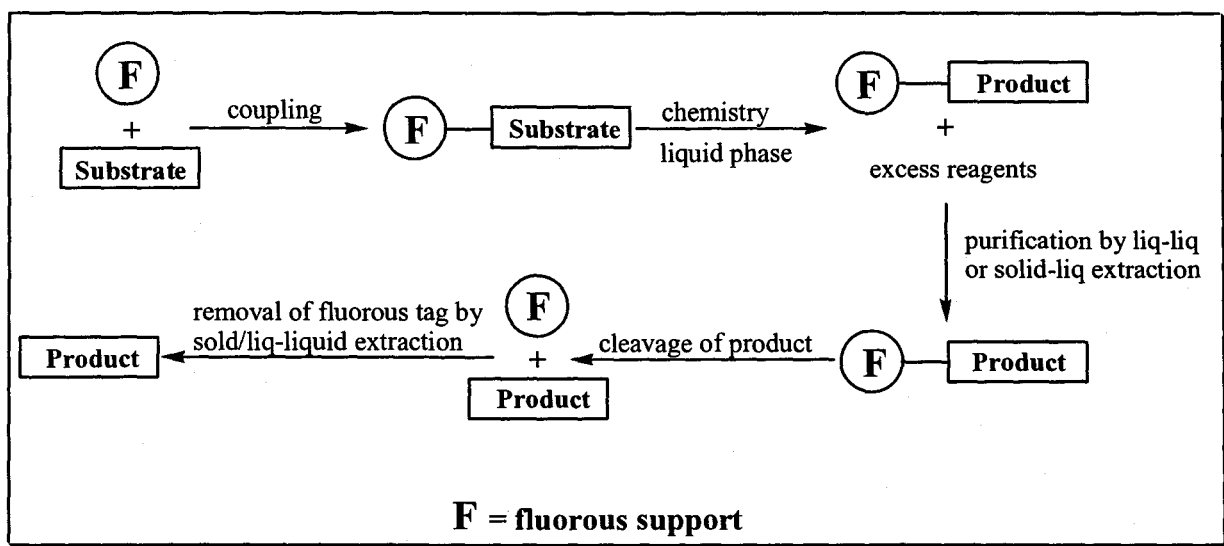 F
+
Substrate
coupling
F Substrate
chemistry
liquid phase
F Product
+
excess reagents
purification by liq-liq
or solid-liq extraction
F Product
cleavage of product
F
+
Product
removal of fluorous tag by
sold/liq-liquid extraction
Product
F = fluorous support